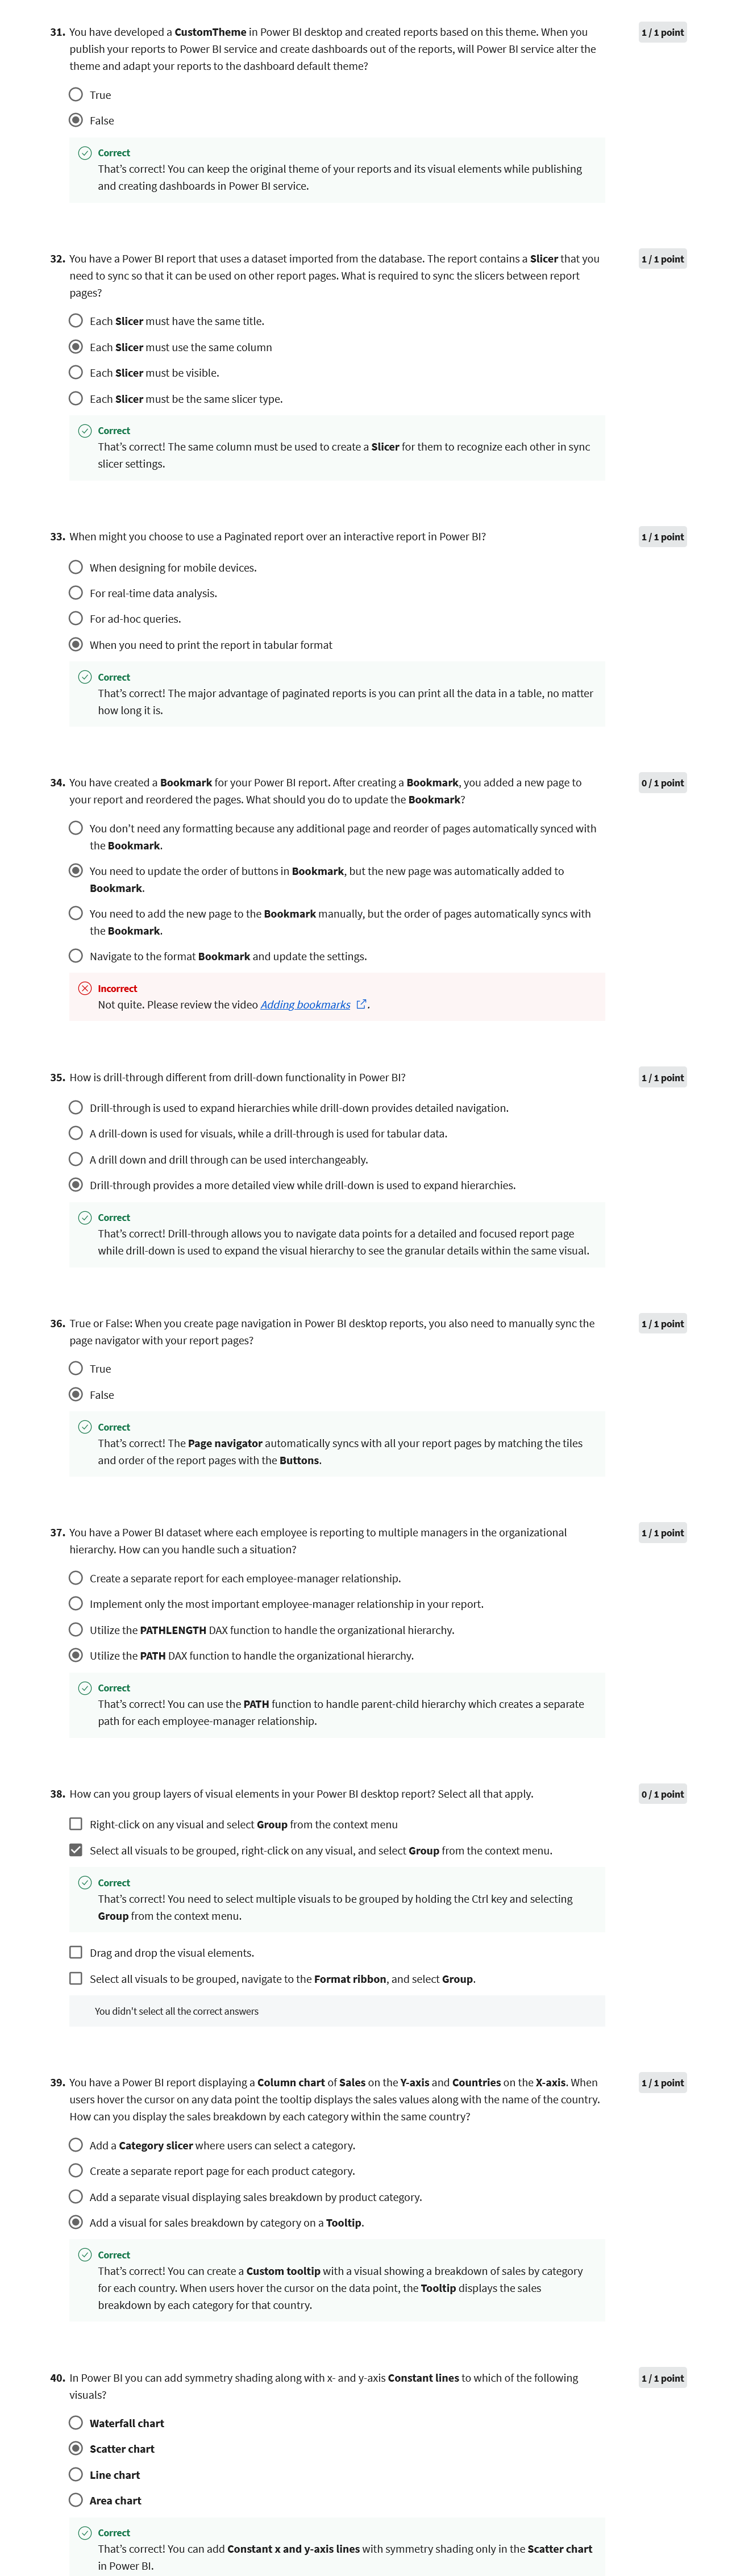 31. You have developed a CustomTheme in Power BI desktop and created reports based on this theme. When you
1 / 1 point
publish your reports to Power BI service and create dashboards out of the reports, will Power BI service alter the
theme and adapt your reports to the dashboard default theme?
True
False
Correct
That's correct! You can keep the original theme of your reports and its visual elements while publishing
and creating dashboards in Power BI service.
32. You have a Power BI report that uses a dataset imported from the database. The report contains a Slicer that you
1 / 1 point
need to sync so that it can be used on other report pages. What is required to sync the slicers between report
pages?
Each Slicer must have the same title.
Each Slicer must use the same column
Each Slicer must be visible.
Each Slicer must be the same slicer type.
Correct
That's correct! The same column must be used to create a Slicer for them to recognize each other in sync
slicer settings.
33. When might you choose to use a Paginated report over an interactive report in Power BI?
1 / 1 point
When designing for mobile devices.
For real-time data analysis.
For ad-hoc queries.
When you need to print the report in tabular format
Correct
That's correct! The major advantage of paginated reports is you can print all the data in a table, no matter
how long it is.
34. You have created a Bookmark for your Power BI report. After creating a Bookmark, you added a new page to
0 / 1 point
your report and reordered the pages. What should you do to update the Bookmark?
You don't need any formatting because any additional page and reorder of pages automatically synced with
the Bookmark.
You need to update the order of buttons in Bookmark, but the new page was automatically added to
Bookmark.
You need to add the new page to the Bookmark manually, but the order of pages automatically syncs with
the Bookmark.
Navigate to the format Bookmark and update the settings.
Incorrect
Not quite. Please review the video Adding bookmarks .
35. How is drill-through different from drill-down functionality in Power BI?
1 / 1 point
Drill-through is used to expand hierarchies while drill-down provides detailed navigation.
A drill-down is used for visuals, while a drill-through is used for tabular data.
A drill down and drill through can be used interchangeably.
Drill-through provides a more detailed view while drill-down is used to expand hierarchies.
Correct
That's correct! Drill-through allows you to navigate data points for a detailed and focused report page
while drill-down is used to expand the visual hierarchy to see the granular details within the same visual.
36. True or False: When you create page navigation in Power BI desktop reports, you also need to manually sync the
1 / 1 point
page navigator with your report pages?
True
False
Correct
That's correct! The Page navigator automatically syncs with all your report pages by matching the tiles
and order of the report pages with the Buttons.
37. You have a Power BI dataset where each employee is reporting to multiple managers in the organizational
1 / 1 point
hierarchy. How can you handle such a situation?
Create a separate report for each employee-manager relationship.
Implement only the most important employee-manager relationship in your report.
Utilize the PATHLENGTH DAX function to handle the organizational hierarchy.
Utilize the PATH DAX function to handle the organizational hierarchy.
Correct
That's correct! You can use the PATH function to handle parent-child hierarchy which creates a separate
path for each employee-manager relationship.
38. How can you group layers of visual elements in your Power BI desktop report? Select all that apply.
0 / 1 point
Right-click on any visual and select Group from the context menu
Select all visuals to be grouped, right-click on any visual, and select Group from the context menu.
Correct
That's correct! You need to select multiple visuals to be grouped by holding the Ctrl key and selecting
Group from the context menu.
Drag and drop the visual elements.
Select all visuals to be grouped, navigate to the Format ribbon, and select Group.
You didn't select all the correct answers
39. You have a Power BI report displaying a Column chart of Sales on the Y-axis and Countries on the X-axis. When
1 / 1 point
users hover the cursor on any data point the tooltip displays the sales values along with the name of the country.
How can you display the sales breakdown by each category within the same country?
Add a Category slicer where users can select a category.
Create a separate report page for each product category.
Add a separate visual displaying sales breakdown by product category.
Add a visual for sales breakdown by category on a Tooltip.
Correct
That's correct! You can create a Custom tooltip with a visual showing a breakdown of sales by category
for each country. When users hover the cursor on the data point, the Tooltip displays the sales
breakdown by each category for that country.
40. In Power BI you can add symmetry shading along with x- and y-axis Constant lines to which of the following
1 / 1 point
visuals?
Waterfall chart
Scatter chart
Line chart
Area chart
Correct
That's correct! You can add Constant x and y-axis lines with symmetry shading only in the Scatter chart
in Power BI.